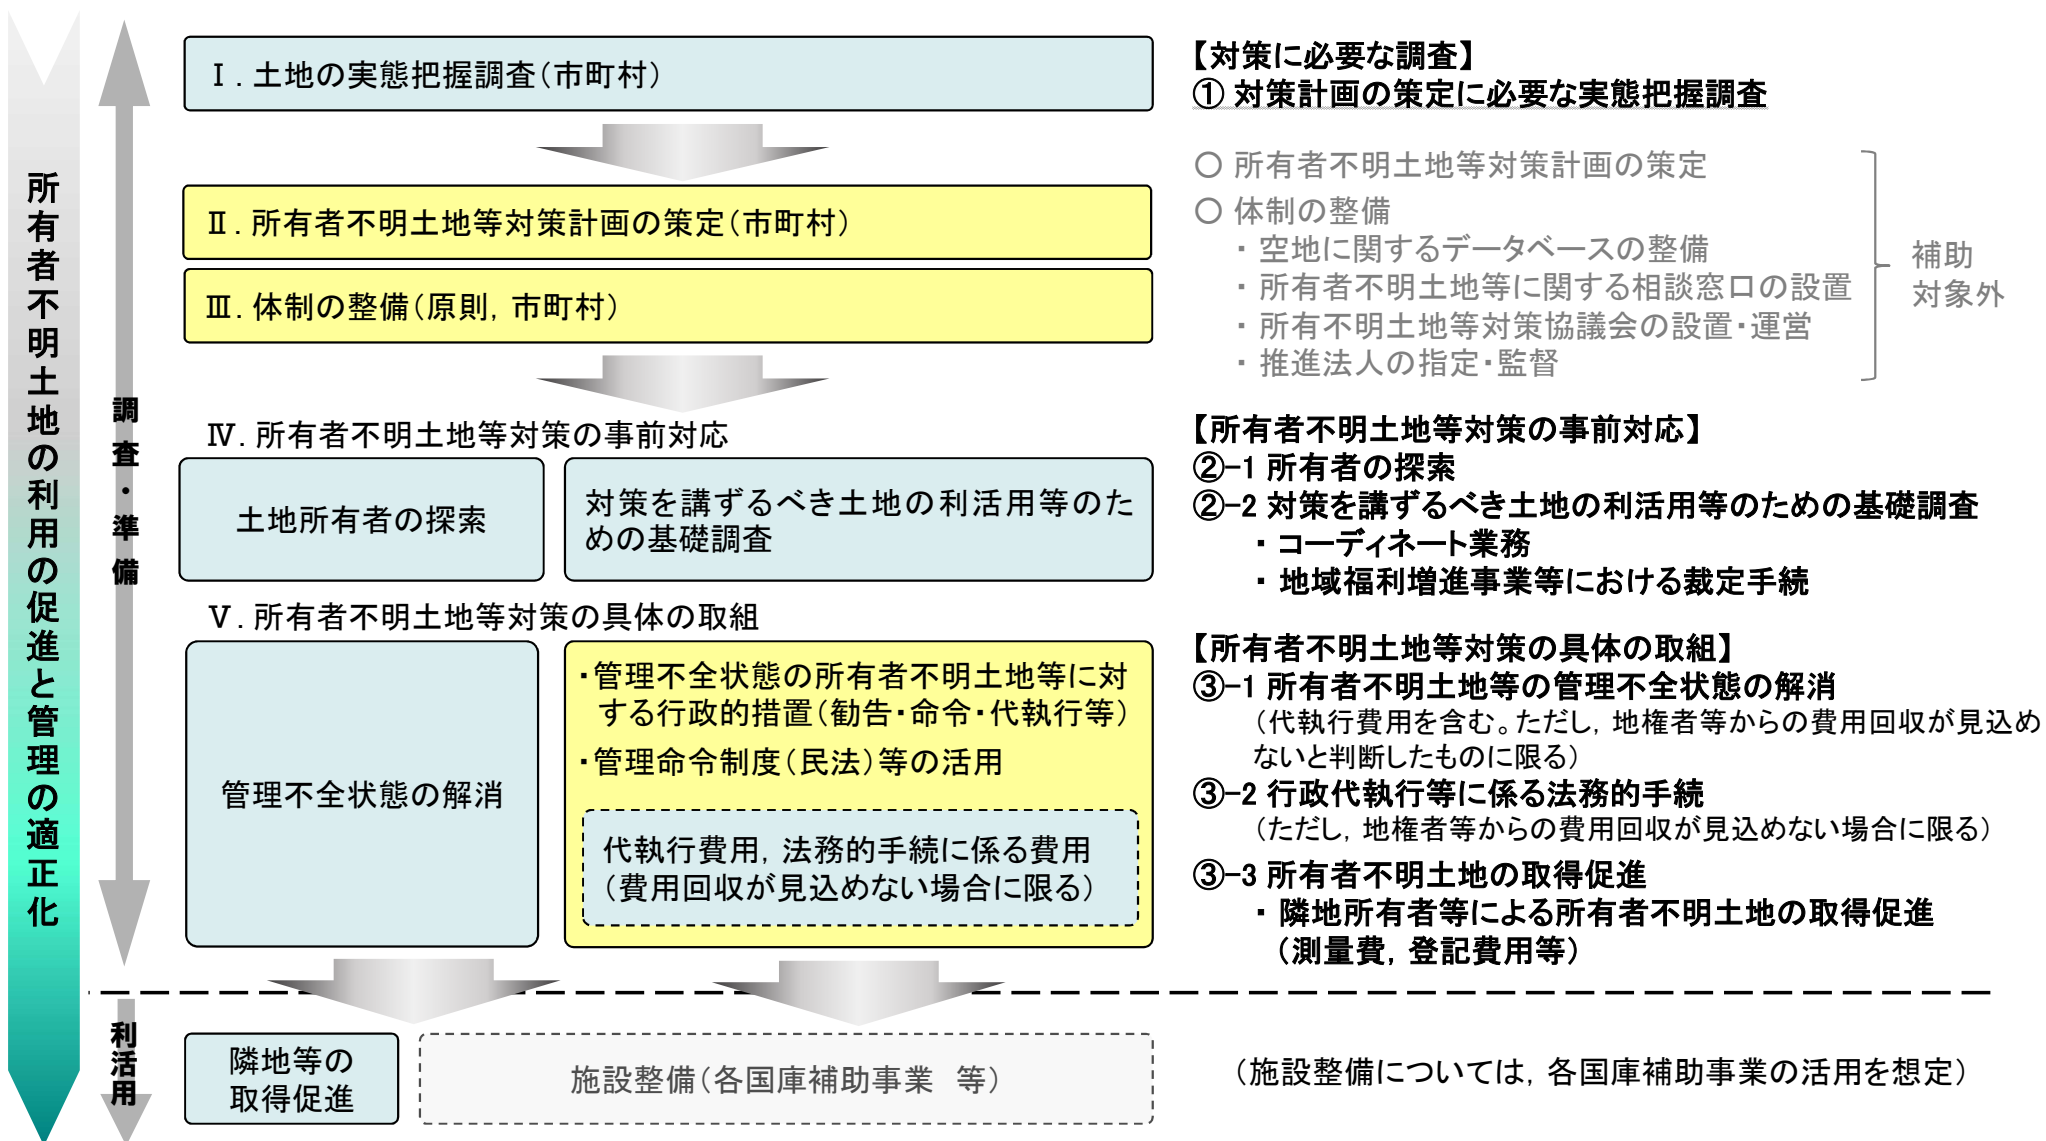 所有者不明土地の利用の促進と管理の適正化
調査・準備
利活用
Ⅰ．土地の実態把握調査（市町村）
Ⅱ．所有者不明土地等対策計画の策定（市町村）
Ⅲ．体制の整備（原則，市町村）
Ⅳ．所有者不明土地等対策の事前対応
土地所有者の探索
対策を講ずるべき土地の利活用等のた
めの基礎調査
Ⅴ．所有者不明土地等対策の具体の取組
管理不全状態の解消
・管理不全状態の所有者不明土地等に対
する行政的措置（勧告・命令・代執行等）
・管理命令制度（民法）等の活用
代執行費用，法務的手続に係る費用
（費用回収が見込めない場合に限る）
隣地等の
取得促進
施設整備（各国庫補助事業　等）
【対策に必要な調査】
① 対策計画の策定に必要な実態把握調査
○ 所有者不明土地等対策計画の策定
○ 体制の整備
・ 空地に関するデータベースの整備
・ 所有者不明土地等に関する相談窓口の設置
・ 所有不明土地等対策協議会の設置・運営
・ 推進法人の指定・監督
補助
対象外
【所有者不明土地等対策の事前対応】
②−1 所有者の探索
②−2 対策を講ずるべき土地の利活用等のための基礎調査
・ コーディネート業務
・ 地域福利増進事業等における裁定手続
【所有者不明土地等対策の具体の取組】
③−1 所有者不明土地等の管理不全状態の解消
（代執行費用を含む。ただし，地権者等からの費用回収が見込め
ないと判断したものに限る）
③−2 行政代執行等に係る法務的手続
（ただし，地権者等からの費用回収が見込めない場合に限る）
③−3 所有者不明土地の取得促進
・ 隣地所有者等による所有者不明土地の取得促進
（測量費，登記費用等）
（施設整備については，各国庫補助事業の活用を想定）